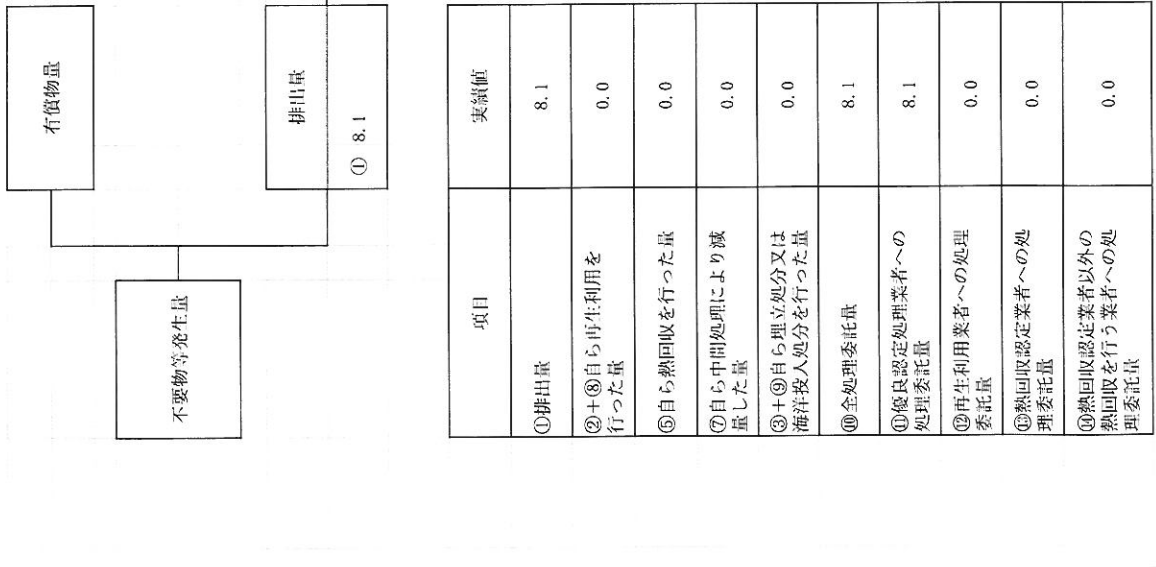 不要物等発生量
有償物量
排出量
① 8.1
項目
実績値
①排出量
8.1
②+⑧自ら再生利用を
行った量
0.0
⑤自ら熱回収を行った量
0.0
⑦自ら中間処理により減
量した量
0.0
③+⑨自ら埋立処分又は
海洋投入処分を行った量
0.0
⑩全処理委託量
8.1
⑪優良認定処理業者への
処理委託量
8.1
⑫再生利用業者への処理
委託量
0.0
⑬熱回収認定業者への処
理委託量
0.0
⑭熱回収認定業者以外の
熱回収を行う業者への処
理委託量
0.0